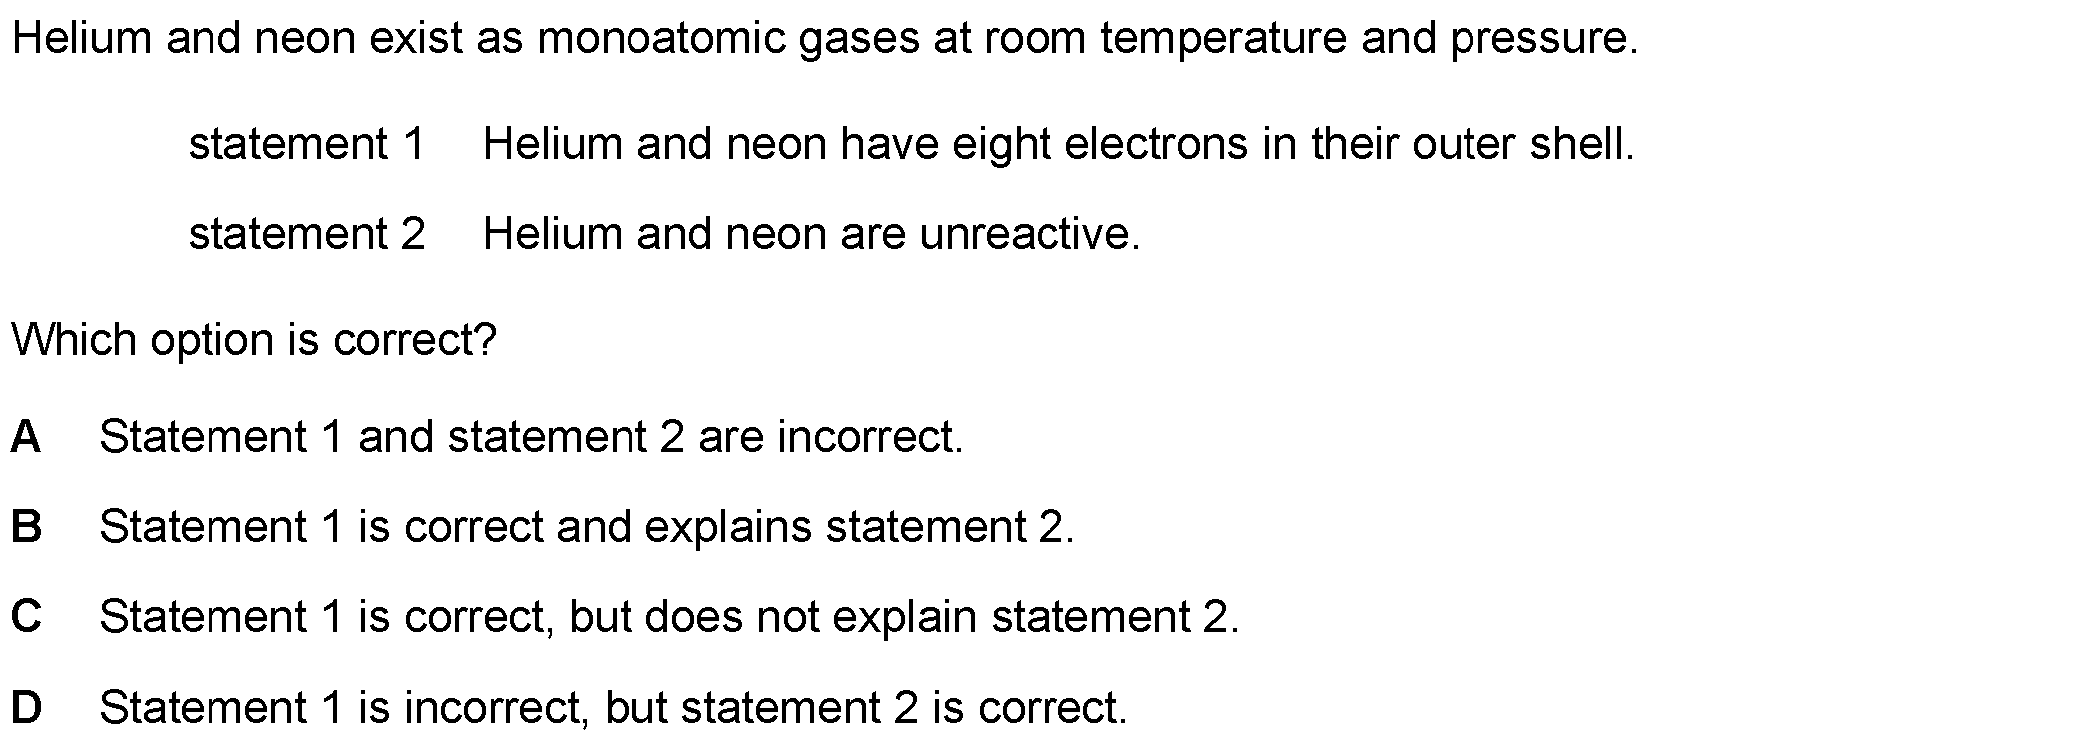 Helium and neon exist as monoatomic gases at room temperature and pressure.
statement 1 Helium and neon have eight electrons in their outer shell.
statement 2 Helium and neon are unreactive.
Which option is correct?
A Statement 1 and statement 2 are incorrect.
B Statement 1 is correct and explains statement 2.
C Statement 1 is correct, but does not explain statement 2.
D Statement 1 is incorrect, but statement 2 is correct.